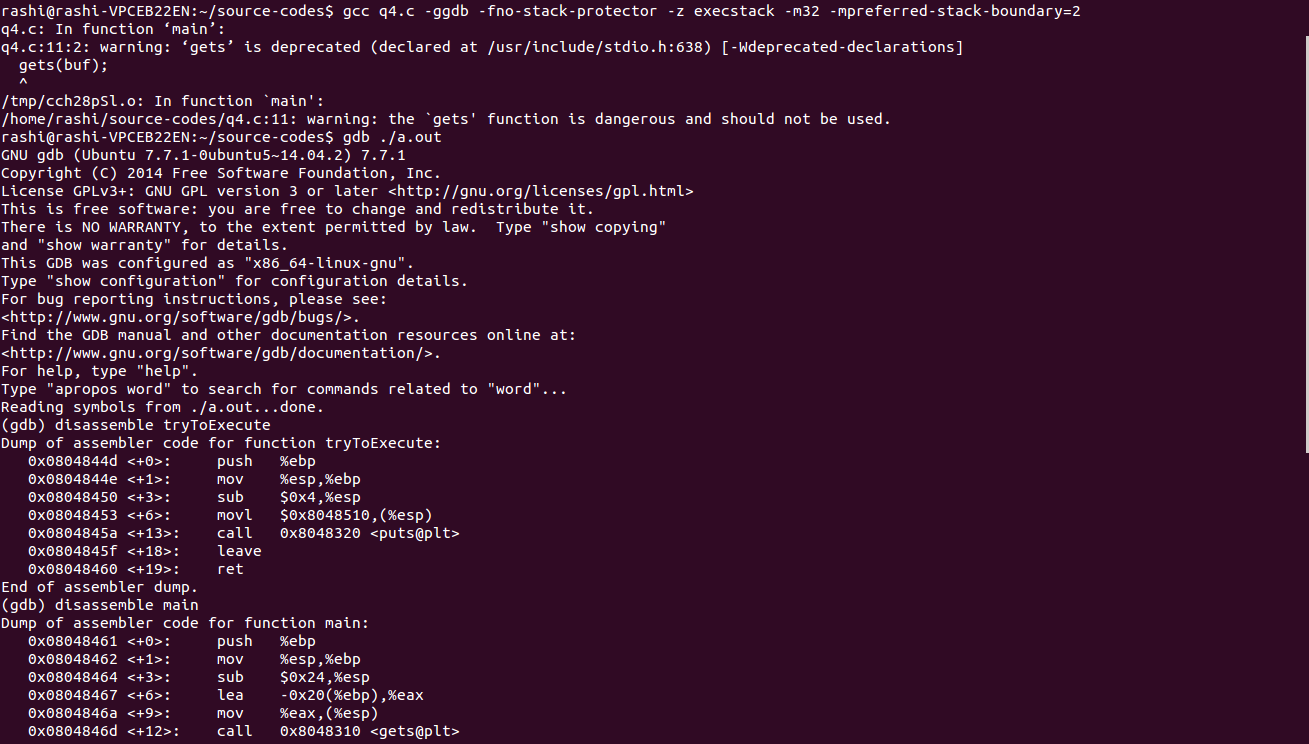 rashi@rashi-VPCEB22EN:~/source-codes$ gcc q4.c -ggdb -fno-stack-protector -z execstack -m32 -mpreferred-stack-boundary=2
q4.c: In function ‘main’:
q4.c:11:2: warning: ‘gets’ is deprecated (declared at /usr/include/stdio.h:638) [-Wdeprecated-declarations]
  gets(buf);
  ^
/tmp/cch28pSl.o: In function `main':
/home/rashi/source-codes/q4.c:11: warning: the `gets' function is dangerous and should not be used.
rashi@rashi-VPCEB22EN:~/source-codes$ gdb ./a.out
GNU gdb (Ubuntu 7.7.1-0ubuntu5~14.04.2) 7.7.1
Copyright (C) 2014 Free Software Foundation, Inc.
License GPLv3+: GNU GPL version 3 or later <http://gnu.org/licenses/gpl.html>
This is free software: you are free to change and redistribute it.
There is NO WARRANTY, to the extent permitted by law.  Type "show copying"
and "show warranty" for details.
This GDB was configured as "x86_64-linux-gnu".
Type "show configuration" for configuration details.
For bug reporting instructions, please see:
<http://www.gnu.org/software/gdb/bugs/>.
Find the GDB manual and other documentation resources online at:
<http://www.gnu.org/software/gdb/documentation/>.
For help, type "help".
Type "apropos word" to search for commands related to "word"...
Reading symbols from ./a.out...done.
(gdb) disassemble tryToExecute
Dump of assembler code for function tryToExecute:
   0x0804844d <+0>:     push   %ebp
   0x0804844e <+1>:     mov    %esp,%ebp
   0x08048450 <+3>:     sub    $0x4,%esp
   0x08048453 <+6>:     movl   $0x8048510,(%esp)
   0x0804845a <+13>:    call   0x8048320 <puts@plt>
   0x0804845f <+18>:    leave
   0x08048460 <+19>:    ret
End of assembler dump.
(gdb) disassemble main
Dump of assembler code for function main:
   0x08048461 <+0>:     push   %ebp
   0x08048462 <+1>:     mov    %esp,%ebp
   0x08048464 <+3>:     sub    $0x24,%esp
   0x08048467 <+6>:     lea    -0x20(%ebp),%eax
   0x0804846a <+9>:     mov    %eax,(%esp)
   0x0804846d <+12>:    call   0x8048310 <gets@plt>